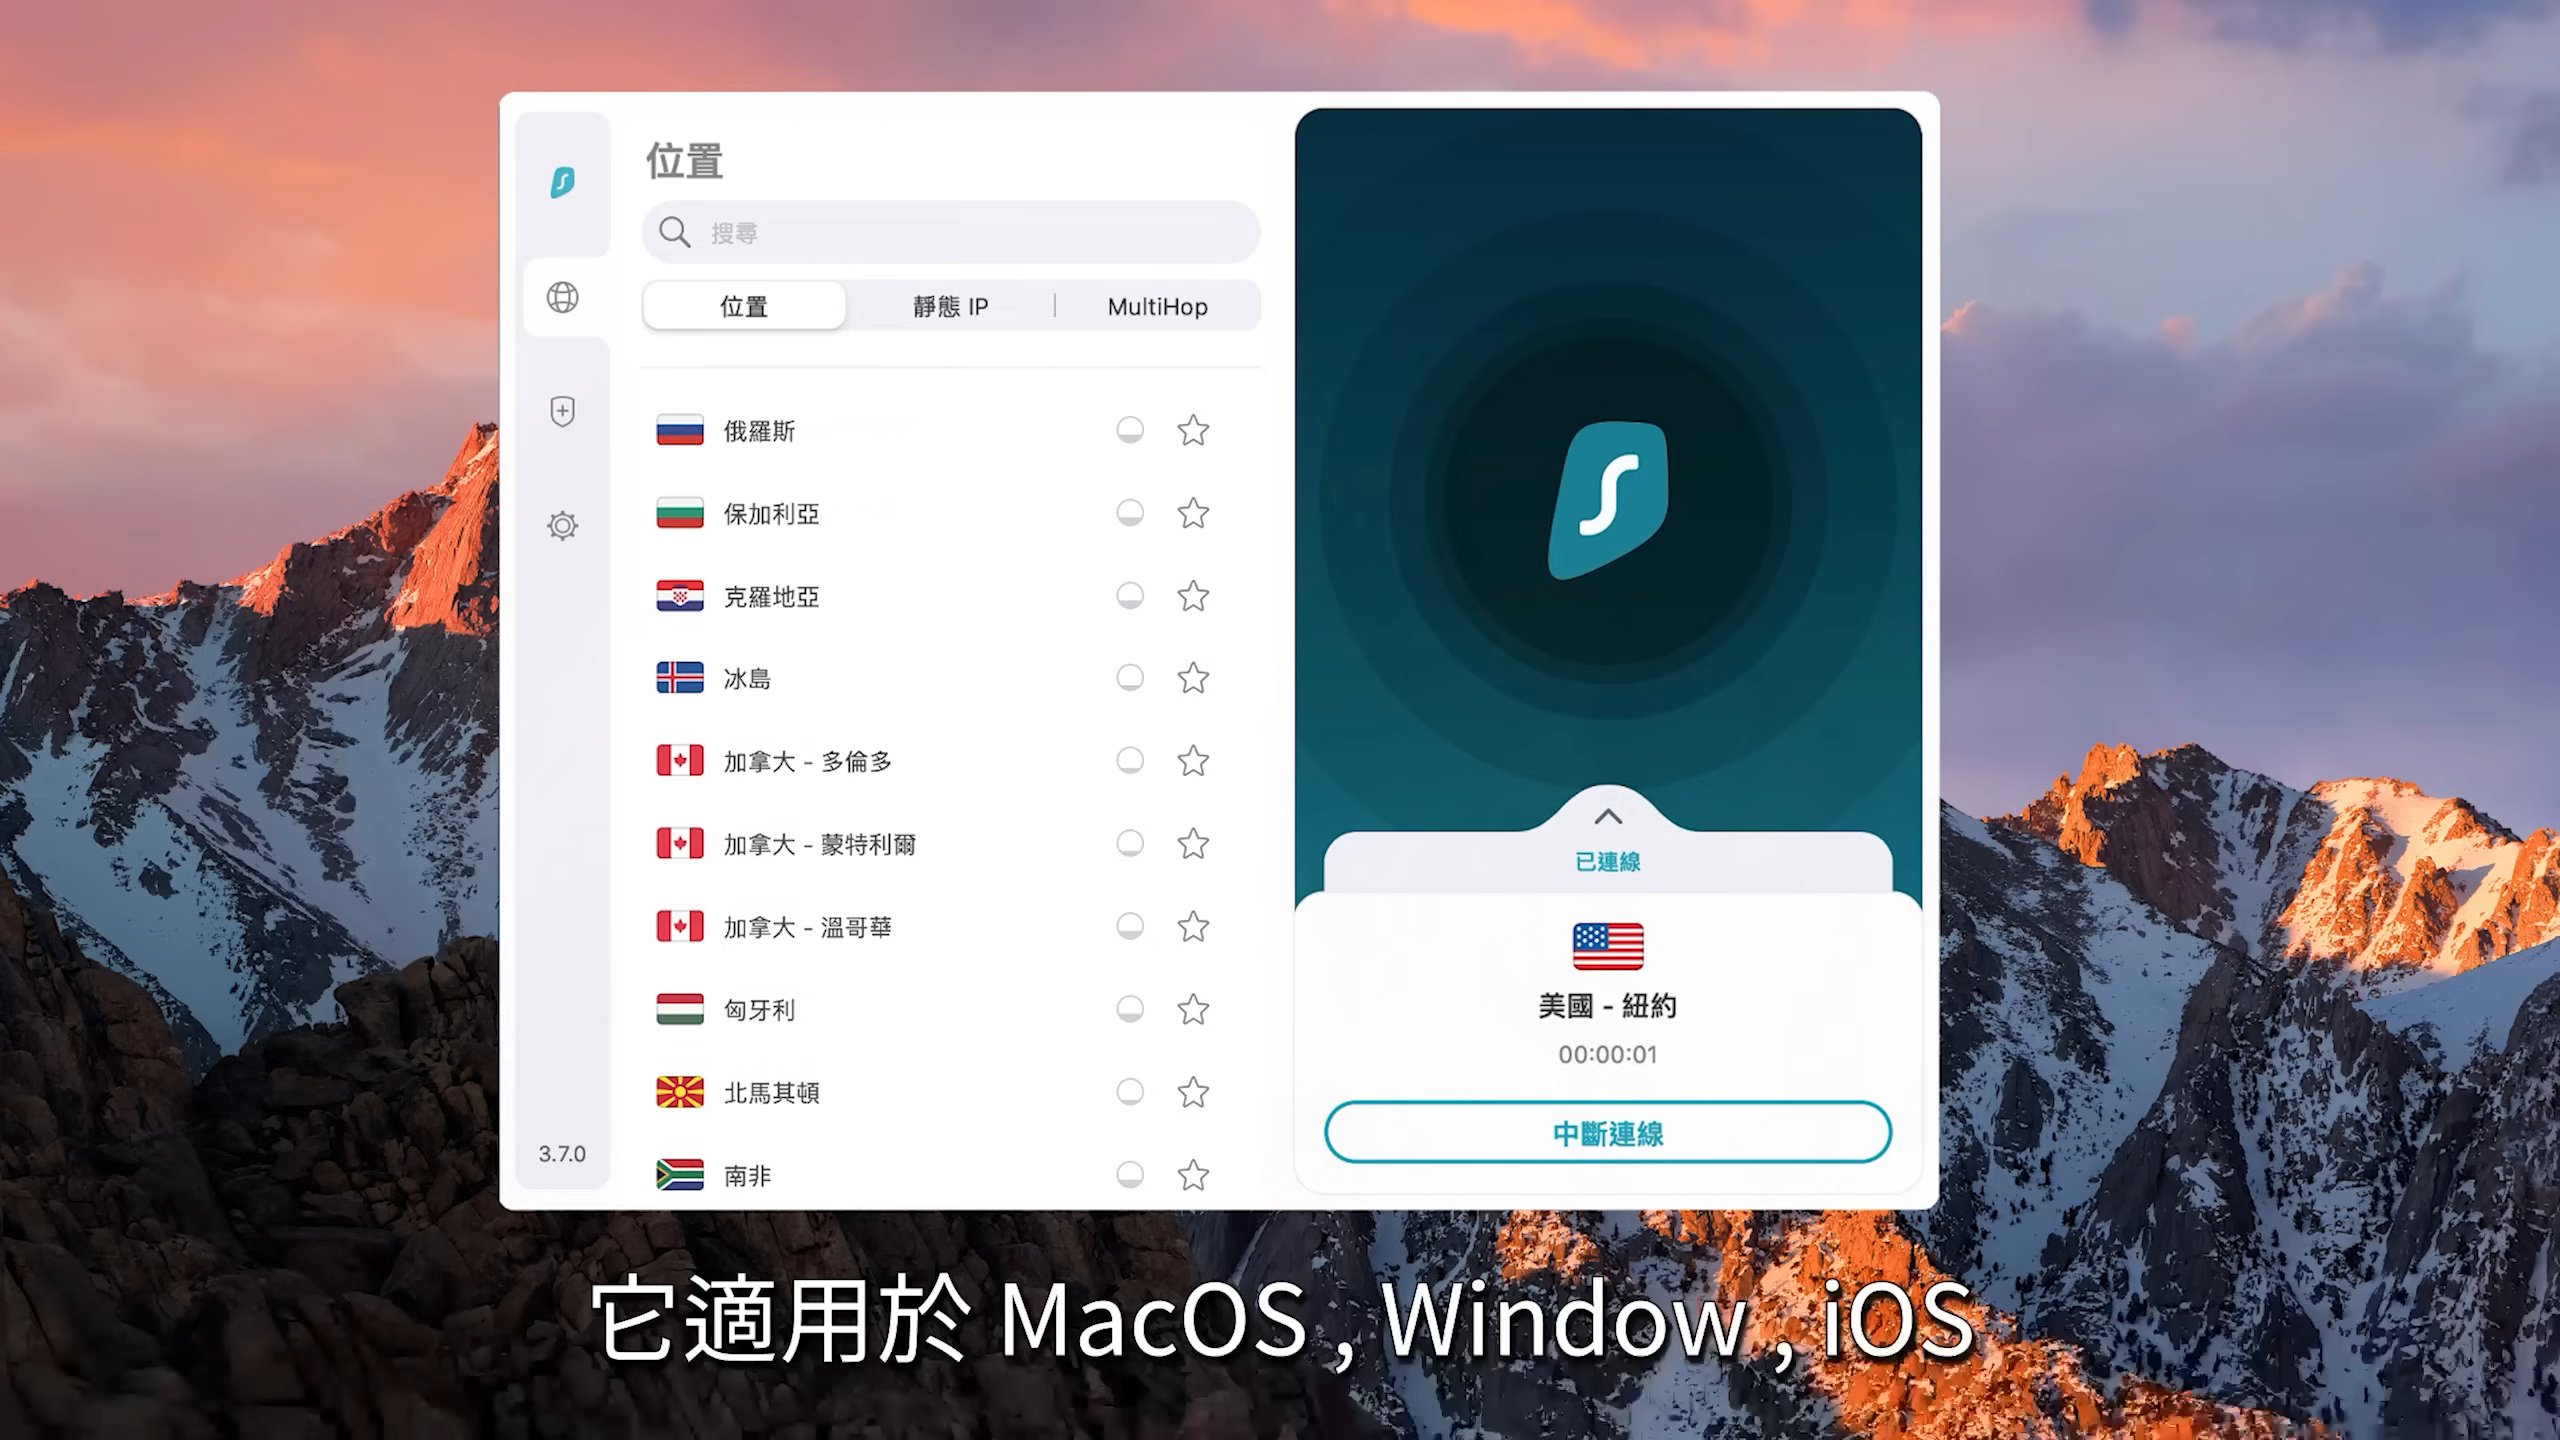 位置
搜尋
位置 靜態 IP MultiHop
俄羅斯
保加利亞
克羅地亞
冰島
加拿大 - 多倫多
加拿大 - 蒙特利爾
加拿大 - 溫哥華
匈牙利
北馬其頓
南非
3.7.0
已連線
美國 - 紐約
00:00:01
中斷連線
它適用於 MacOS , Window , iOS